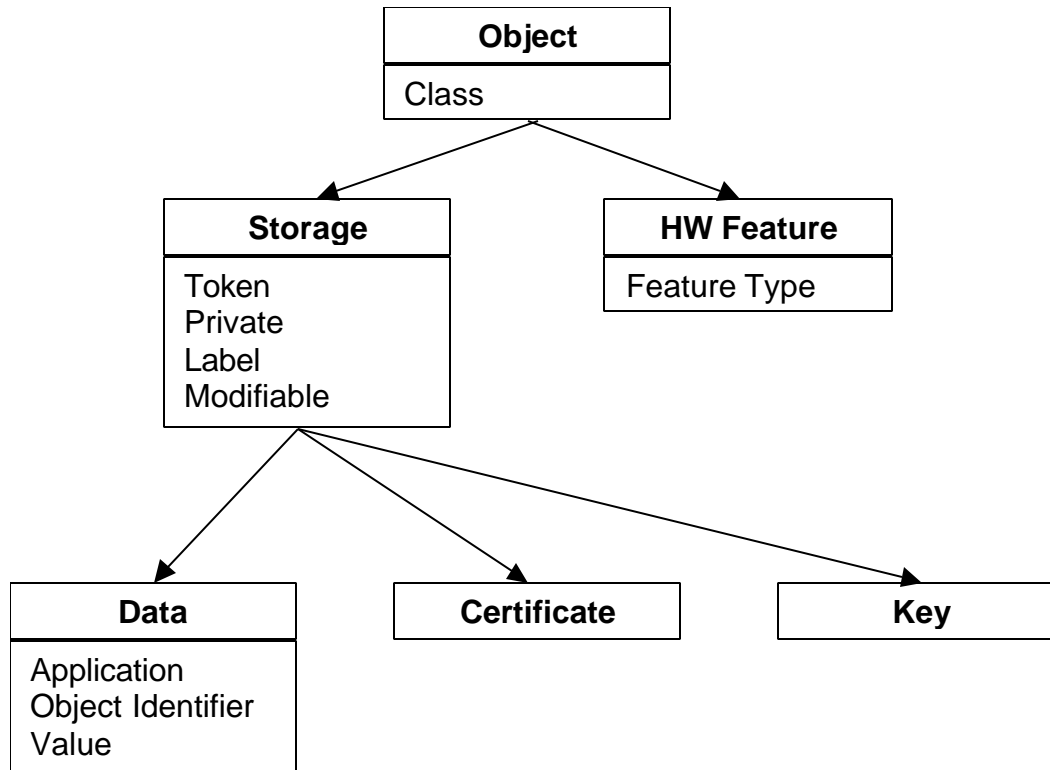 Object
Class
Storage
HW Feature
Token
Private
Label
Modifiable
Feature Type
Data
Certificate
Key
Application
Object Identifier
Value